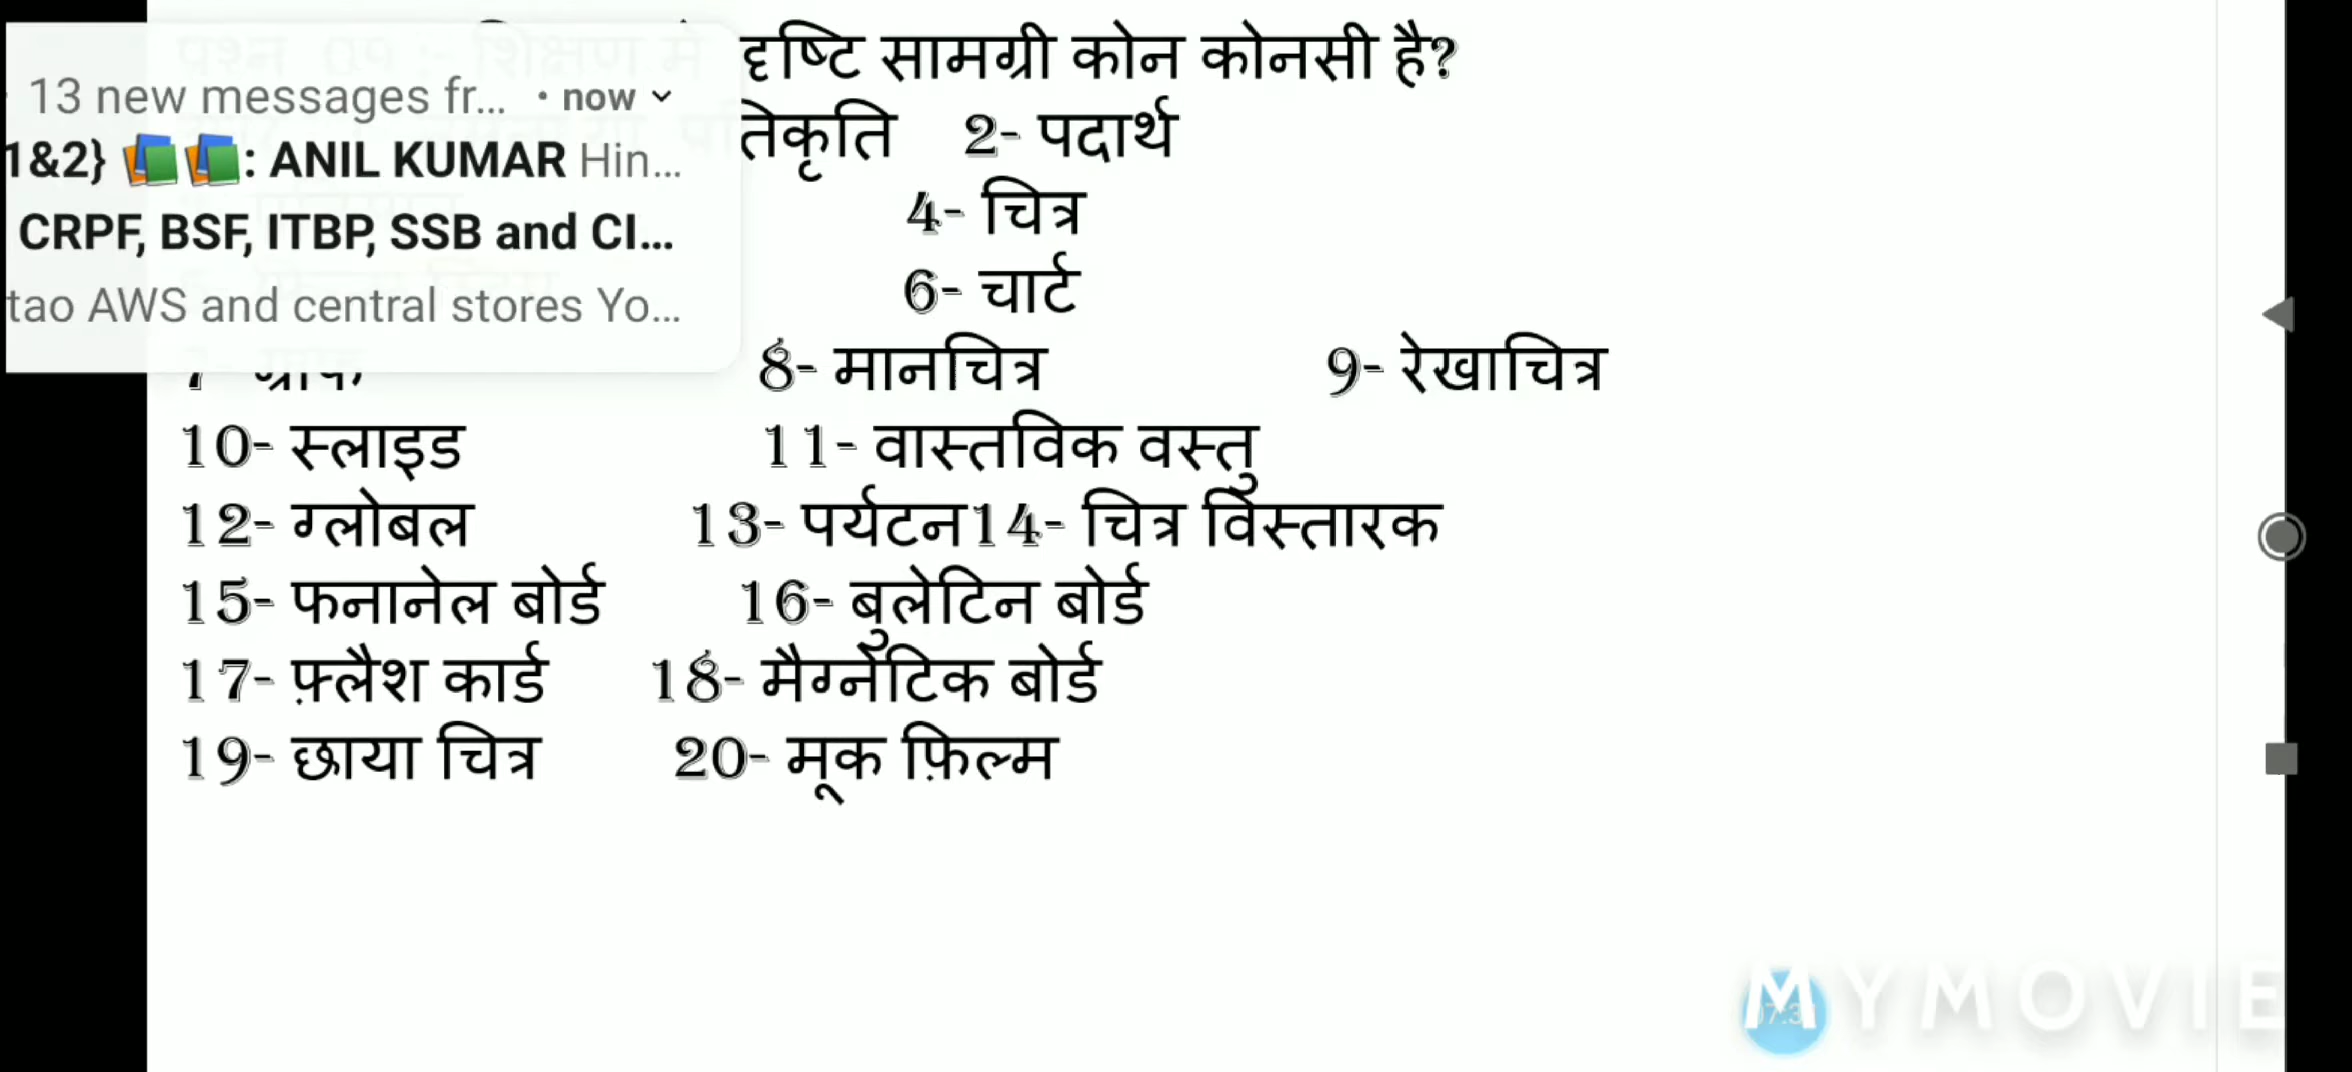 दृष्टि सामग्री कोन कोनसी है?
13 new messages fr... • now
तिकृति 2- पदार्थ
1&2} 📚📚: ANIL KUMAR Hin...
4- चित्र
CRPF, BSF, ITBP, SSB and CI...
6- चार्ट
tao AWS and central stores Yo...
8- मानचित्र 9- रेखाचित्र
10- स्लाइड 11- वास्तविक वस्तु
12- ग्लोबल 13- पर्यटन14- चित्र विस्तारक
15- फनानेल बोर्ड 16- बुलेटिन बोर्ड
17- फ़्लैश कार्ड 18- मैग्नेटिक बोर्ड
19- छाया चित्र 20- मूक फ़िल्म
MYMOVIE